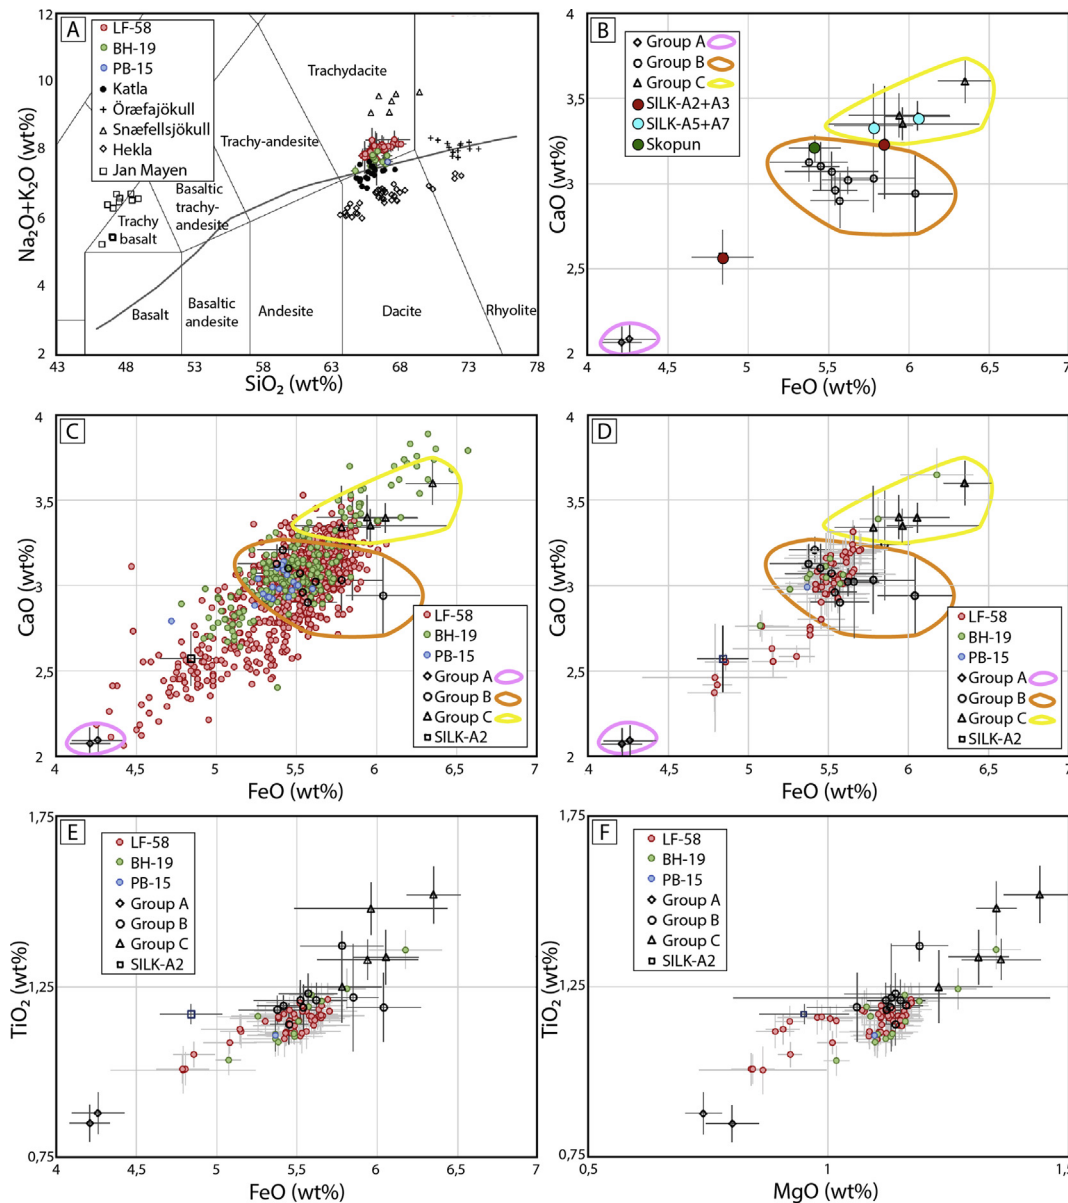 A
LF-58
BH-19
PB-15
Katla
Öræfajökull
Snæfellsjökull
Hekla
Jan Mayen
Trachydacite
Trachy-andesite
Basaltic
trachy-
andesite
Trachy
basalt
Basalt
Basaltic
andesite
Andesite
Dacite
Rhyolite
12
10
8
6
4
2
43 48 53 58 63 68 73 78
Na₂O+K₂O (wt%)
SiO₂ (wt%)
B
Group A
Group B
Group C
SILK-A2+A3
SILK-A5+A7
Skopun
4
3,5
3
2,5
2
4 4,5 5 5,5 6 6,5 7
CaO (wt%)
FeO (wt%)
C
LF-58
BH-19
PB-15
Group A
Group B
Group C
SILK-A2
4
3,5
3
2,5
2
4 4,5 5 5,5 6 6,5 7
CaO (wt%)
FeO (wt%)
D
LF-58
BH-19
PB-15
Group A
Group B
Group C
SILK-A2
4
3,5
3
2,5
2
4 4,5 5 5,5 6 6,5 7
CaO (wt%)
FeO (wt%)
E
LF-58
BH-19
PB-15
Group A
Group B
Group C
SILK-A2
1,75
1,25
0,75
4 4,5 5 5,5 6 6,5 7
TiO₂ (wt%)
FeO (wt%)
F
LF-58
BH-19
PB-15
Group A
Group B
Group C
SILK-A2
1,75
1,25
0,75
0,5 1 1,5
TiO₂ (wt%)
MgO (wt%)